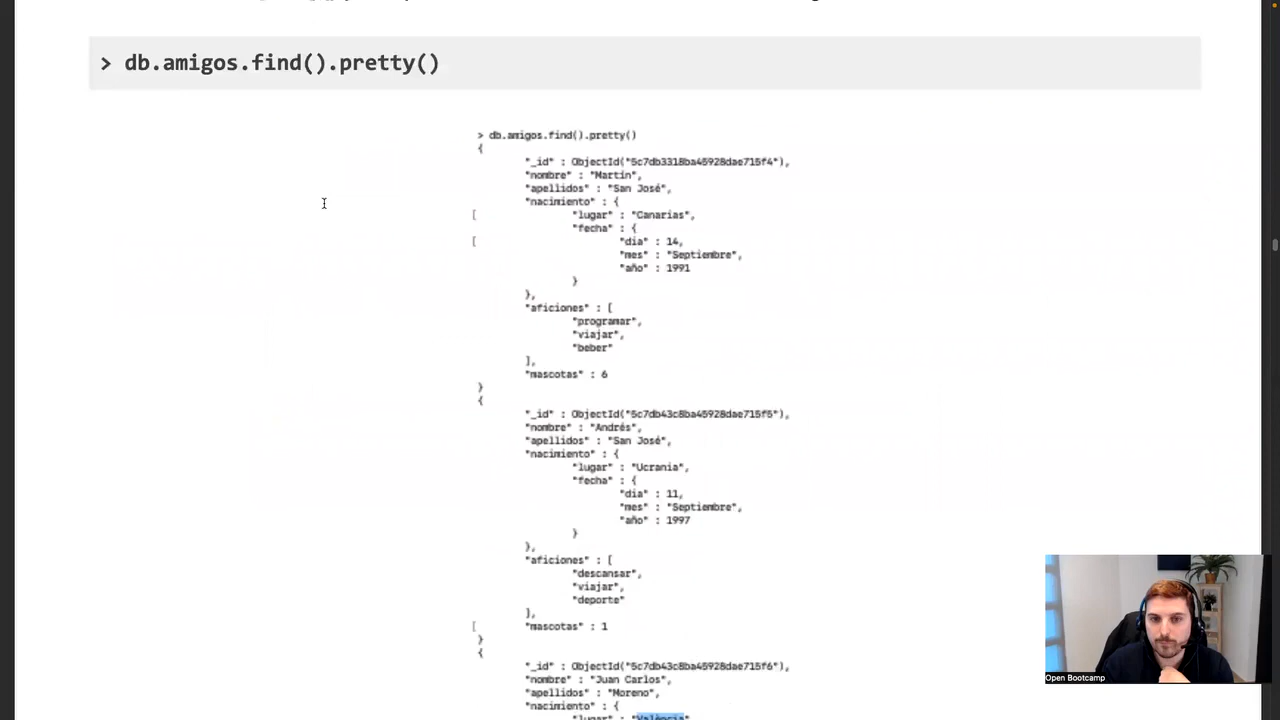 > db.amigos.find().pretty()
> db.amigos.find().pretty()
{
"_id" : ObjectId("5c7db3318ba45928dae715f4"),
"nombre" : "Martín",
"apellidos" : "San José",
"nacimiento" : {
[ "lugar" : "Canarias",
"fecha" : {
[ "dia" : 14,
"mes" : "Septiembre",
"año" : 1991
}
},
"aficiones" : [
"programar",
"viajar",
"beber"
],
"mascotas" : 6
}
{
"_id" : ObjectId("5c7db43c8ba45928dae715f5"),
"nombre" : "Andrés",
"apellidos" : "San José",
"nacimiento" : {
"lugar" : "Ucrania",
"fecha" : {
"dia" : 11,
"mes" : "Septiembre",
"año" : 1997
}
},
"aficiones" : [
"descansar",
"viajar",
"deporte"
],
[ "mascotas" : 1
}
{
"_id" : ObjectId("5c7db43c8ba45928dae715f6"),
"nombre" : "Juan Carlos",
"apellidos" : "Moreno",
"nacimiento" : {
"lugar" : "València"
Open Bootcamp